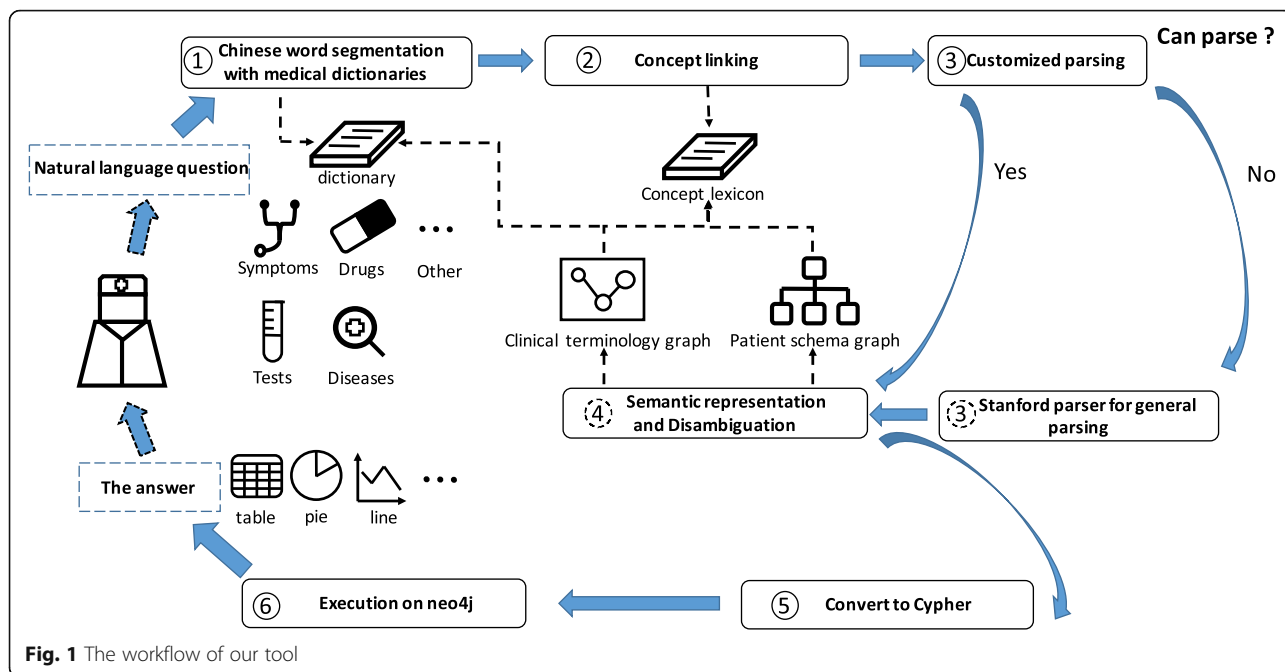 Can parse ?
① Chinese word segmentation
with medical dictionaries
② Concept linking
③ Customized parsing
Natural language question
dictionary
Concept lexicon
Yes
No
Symptoms
Drugs
Other
Tests
Diseases
Clinical terminology graph
Patient schema graph
④ Semantic representation
and Disambiguation
③ Stanford parser for general
parsing
The answer
table
pie
line
⑥ Execution on neo4j
⑤ Convert to Cypher
Fig. 1 The workflow of our tool